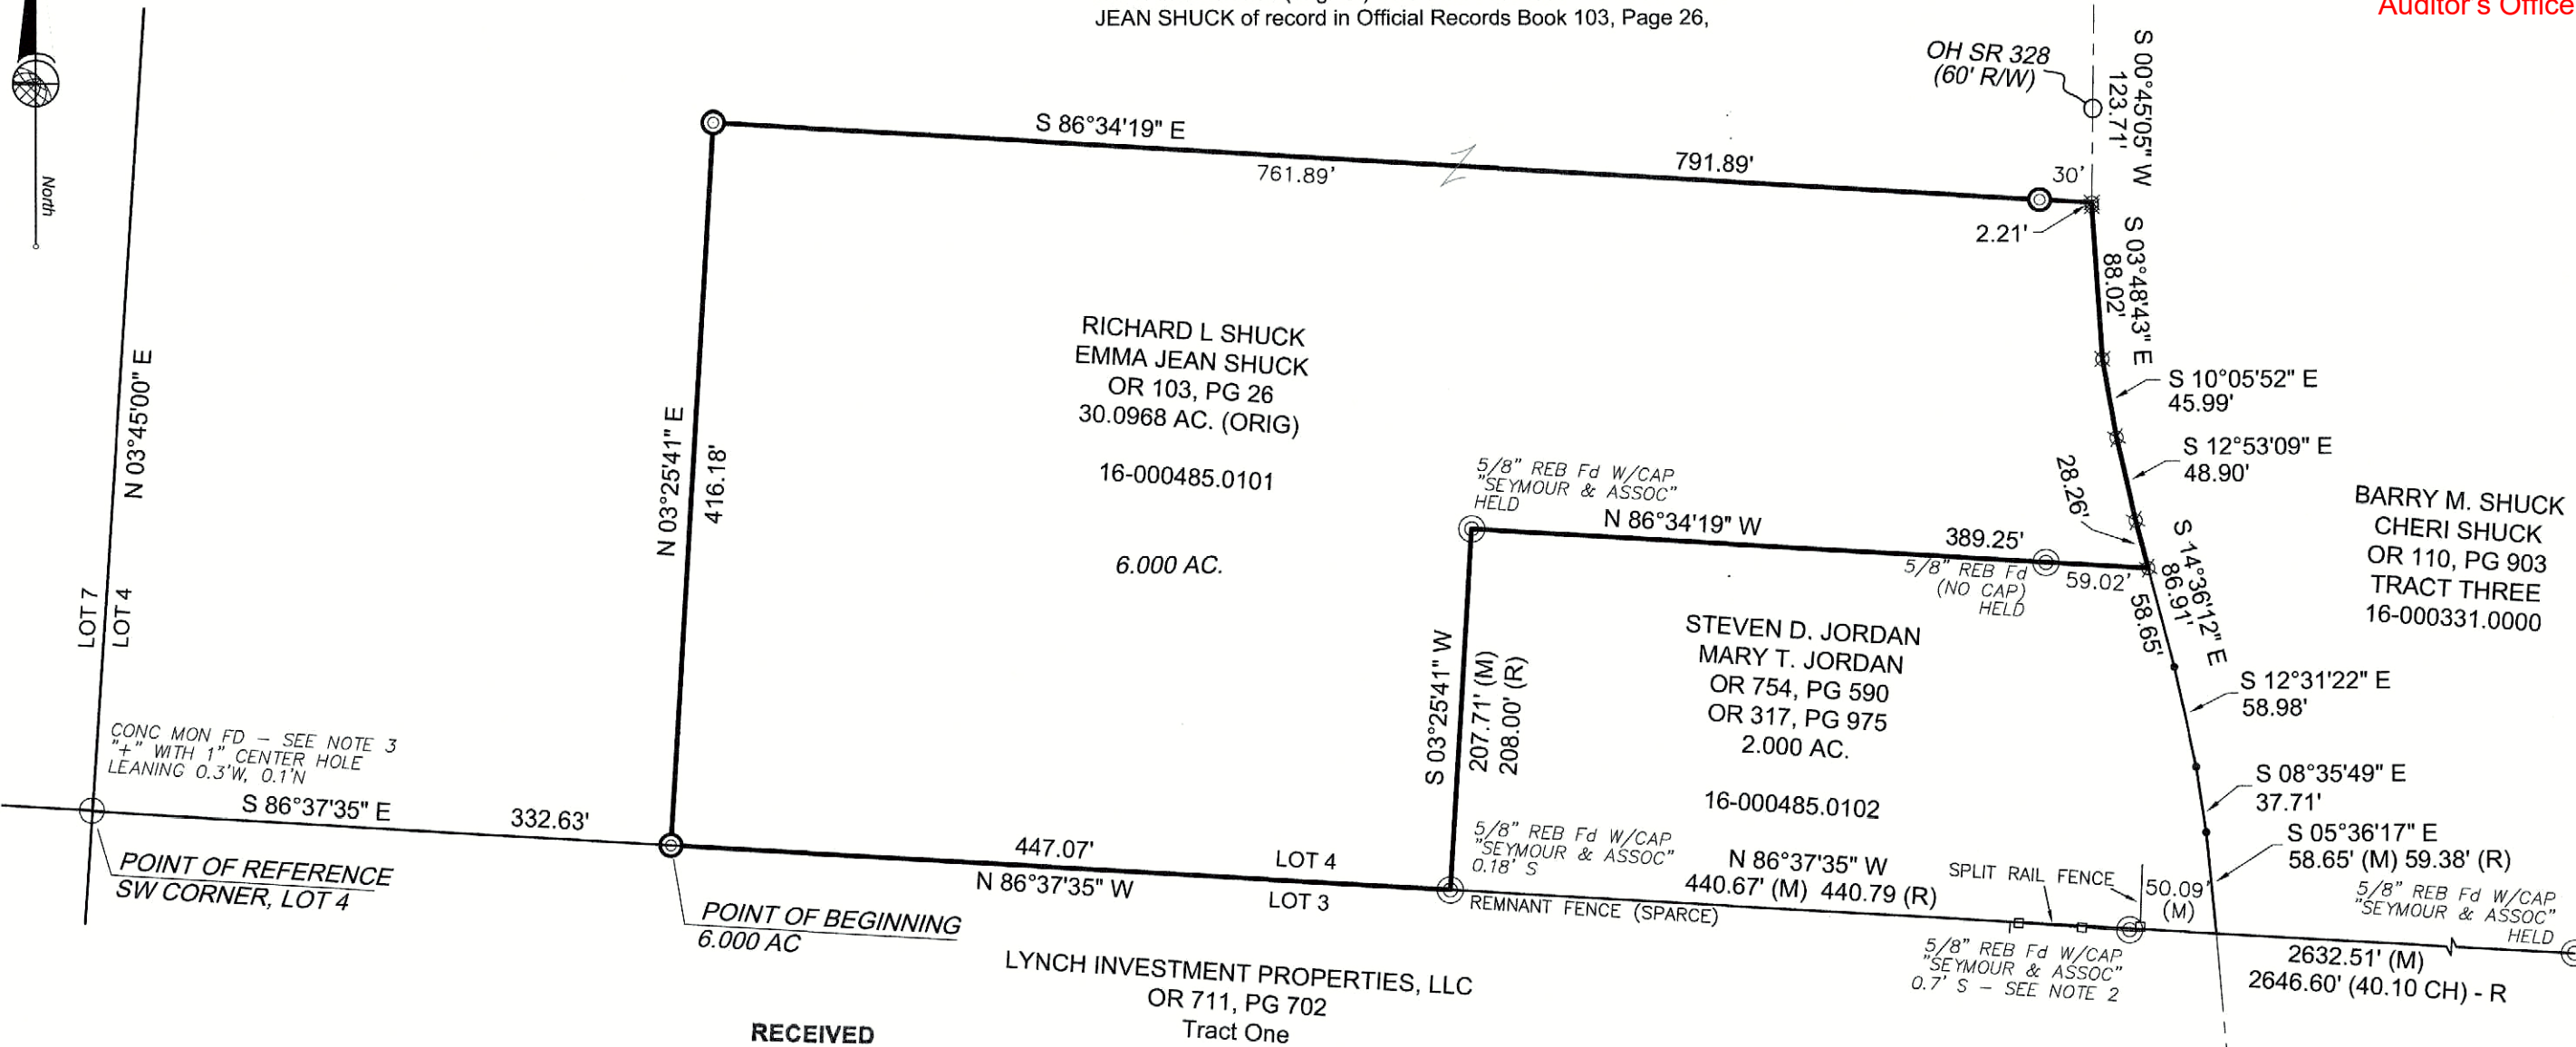 JEAN SHUCK of record in Official Records Book 103, Page 26,
Auditor's Office
North
OH SR 328
(60' R/W)
S 00°45'05" W
123.71'
S 86°34'19" E
761.89'
791.89'
30'
2.21'
S 03°48'43" E
88.02'
S 10°05'52" E
45.99'
S 12°53'09" E
48.90'
28.26'
S 14°36'12" E
86.91'
58.65'
BARRY M. SHUCK
CHERI SHUCK
OR 110, PG 903
TRACT THREE
16-000331.0000
N 03°45'00" E
LOT 7
LOT 4
N 03°25'41" E
416.18'
RICHARD L SHUCK
EMMA JEAN SHUCK
OR 103, PG 26
30.0968 AC. (ORIG)
16-000485.0101
6.000 AC.
5/8" REB Fd W/CAP
"SEYMOUR & ASSOC"
HELD
N 86°34'19" W
389.25'
5/8" REB Fd
(NO CAP)
HELD
59.02'
S 03°25'41" W
207.71' (M)
208.00' (R)
STEVEN D. JORDAN
MARY T. JORDAN
OR 754, PG 590
OR 317, PG 975
2.000 AC.
16-000485.0102
S 12°31'22" E
58.98'
S 08°35'49" E
37.71'
S 05°36'17" E
58.65' (M) 59.38' (R)
5/8" REB Fd W/CAP
"SEYMOUR & ASSOC"
HELD
CONC MON FD – SEE NOTE 3
"+" WITH 1" CENTER HOLE
LEANING 0.3'W, 0.1'N
S 86°37'35" E
332.63'
POINT OF REFERENCE
SW CORNER, LOT 4
447.07'
N 86°37'35" W
LOT 4
LOT 3
POINT OF BEGINNING
6.000 AC
5/8" REB Fd W/CAP
"SEYMOUR & ASSOC"
0.18' S
N 86°37'35" W
440.67' (M) 440.79 (R)
REMNANT FENCE (SPARCE)
SPLIT RAIL FENCE
50.09'
(M)
5/8" REB Fd W/CAP
"SEYMOUR & ASSOC"
0.7' S – SEE NOTE 2
2632.51' (M)
2646.60' (40.10 CH) - R
LYNCH INVESTMENT PROPERTIES, LLC
OR 711, PG 702
Tract One
RECEIVED